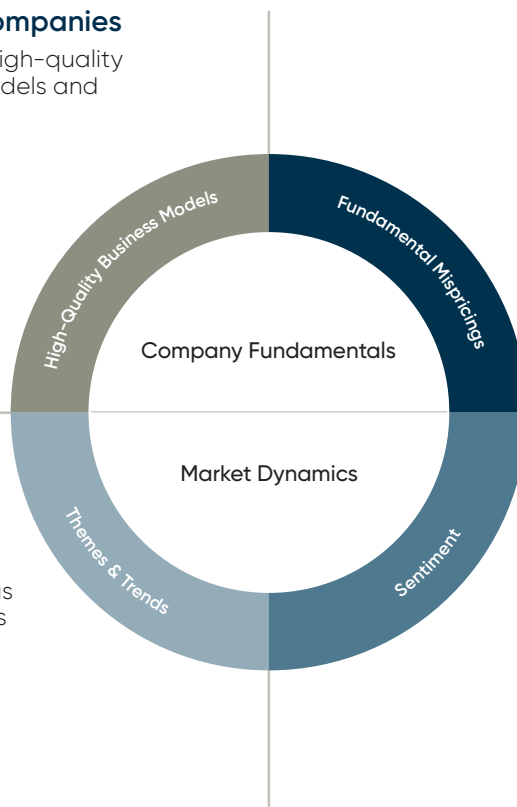 ompanies
igh-quality
dels and
High-Quality Business Models
Fundamental Mispricings
Company Fundamentals
Market Dynamics
Themes & Trends
Sentiment
s
s